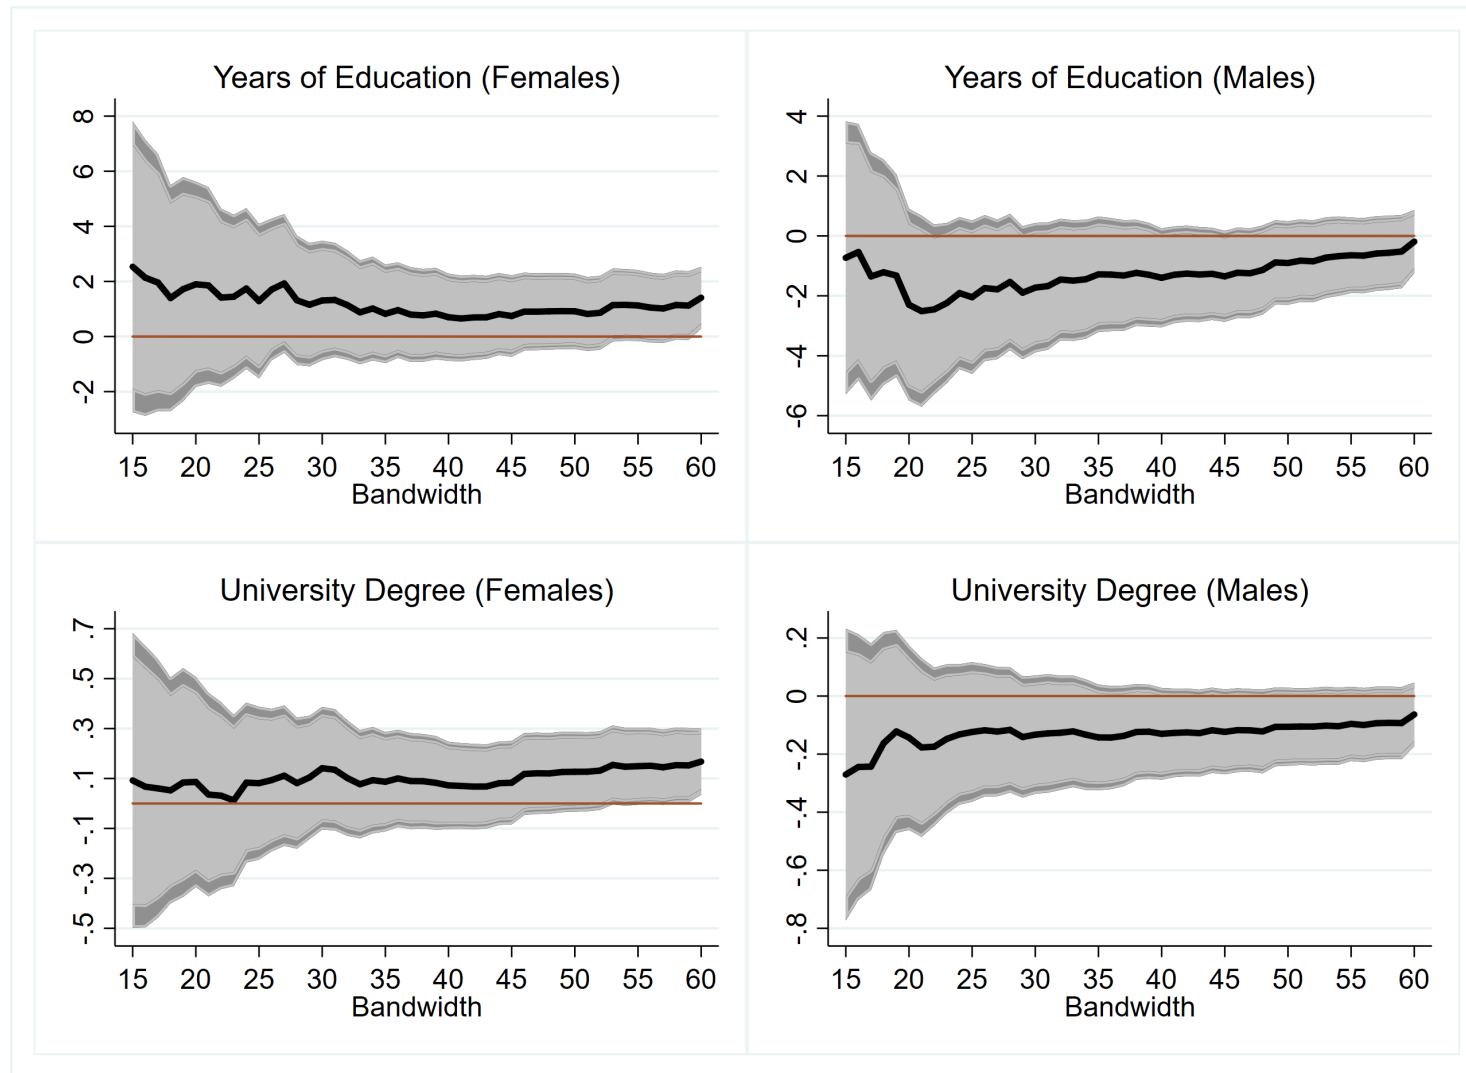 Years of Education (Females)
8
6
4
2
0
-2
15 20 25 30 35 40 45 50 55 60
Bandwidth
Years of Education (Males)
4
2
0
-2
-4
-6
15 20 25 30 35 40 45 50 55 60
Bandwidth
University Degree (Females)
.7
.5
.3
.1
-.1
-.3
-.5
15 20 25 30 35 40 45 50 55 60
Bandwidth
University Degree (Males)
.2
0
-.2
-.4
-.6
-.8
15 20 25 30 35 40 45 50 55 60
Bandwidth